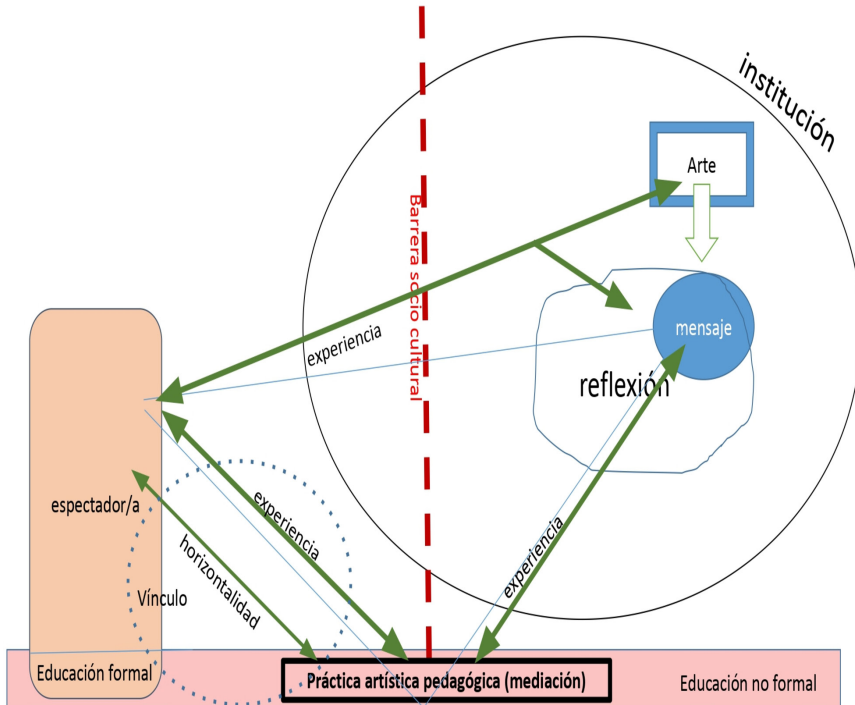 institución
Arte
Barrera socio cultural
mensaje
experiencia
reflexión
espectador/a
experiencia
experiencia
horizontalidad
Vínculo
Educación formal
Práctica artística pedagógica (mediación)
Educación no formal